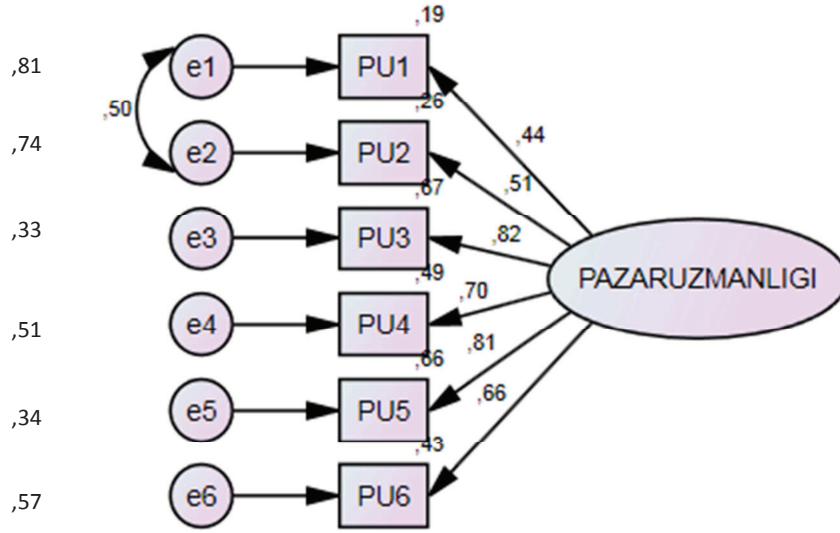 ,19
,81
e1
PU1
,26
,50
,44
,74
e2
PU2
,51
,67
,33
e3
PU3
,82
,49
PAZARUZMANLIGI
,70
,51
e4
PU4
,81
,66
,34
e5
PU5
,66
,43
,57
e6
PU6